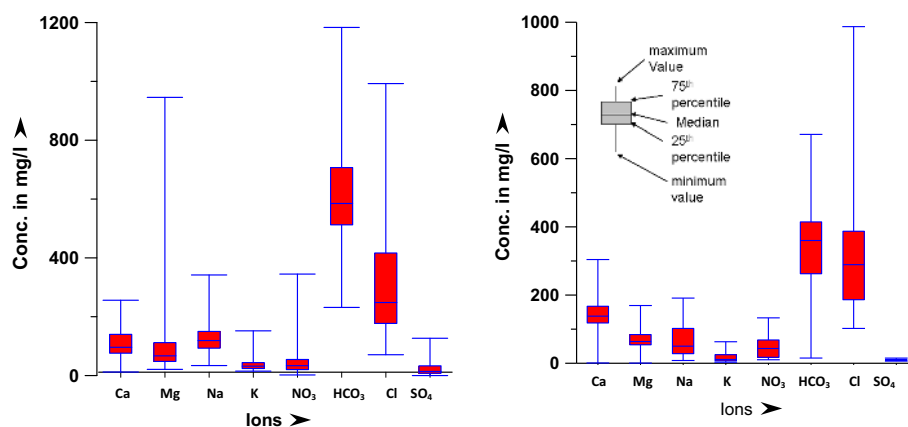 1200
800
400
0
Conc. in mg/l ➤
Ca Mg Na K NO₃ HCO₃ Cl SO₄
Ions ➤
1000
800
600
400
200
0
Conc. in mg/l ➤
maximum
Value
75th
percentile
Median
25th
percentile
minimum
value
Ca Mg Na K NO₃ HCO₃ Cl SO₄
Ions ➤